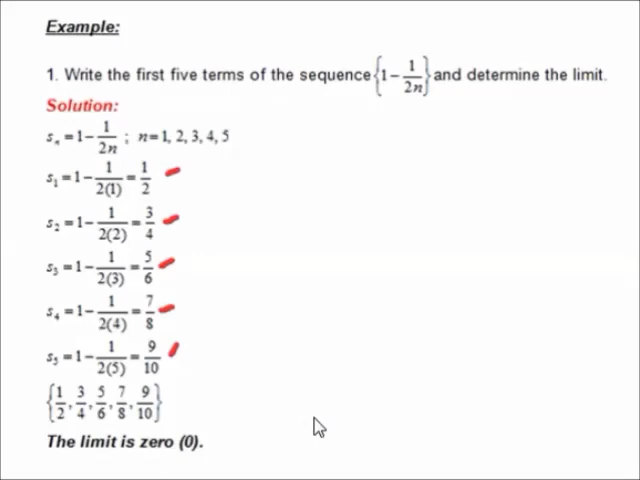 Example:
1. Write the first five terms of the sequence {1 − 1/2n} and determine the limit.
Solution:
sₙ = 1 − 1/2n ; n = 1, 2, 3, 4, 5
s₁ = 1 − 1/2(1) = 1/2
s₂ = 1 − 1/2(2) = 3/4
s₃ = 1 − 1/2(3) = 5/6
s₄ = 1 − 1/2(4) = 7/8
s₅ = 1 − 1/2(5) = 9/10
{1/2, 3/4, 5/6, 7/8, 9/10}
The limit is zero (0).